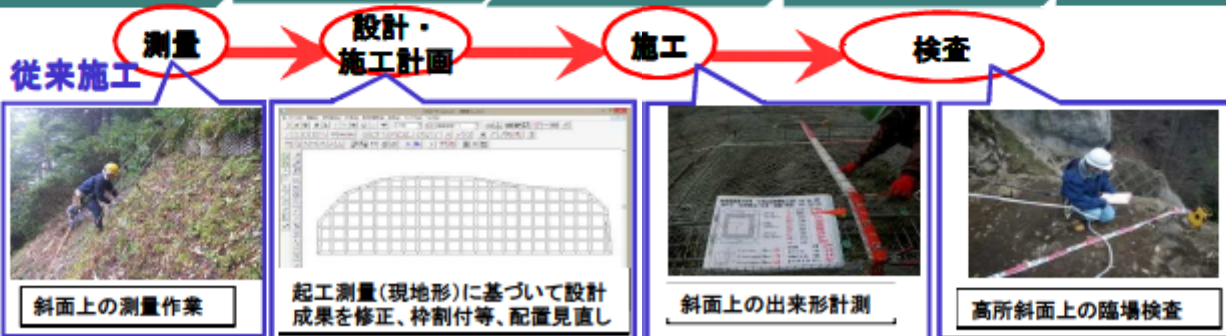 測量
設計・
施工計画
施工
検査
従来施工
斜面上の測量作業
起工測量(現地形)に基づいて設計
成果を修正、枠割付等、配置見直し
斜面上の出来形計測
高所斜面上の臨場検査